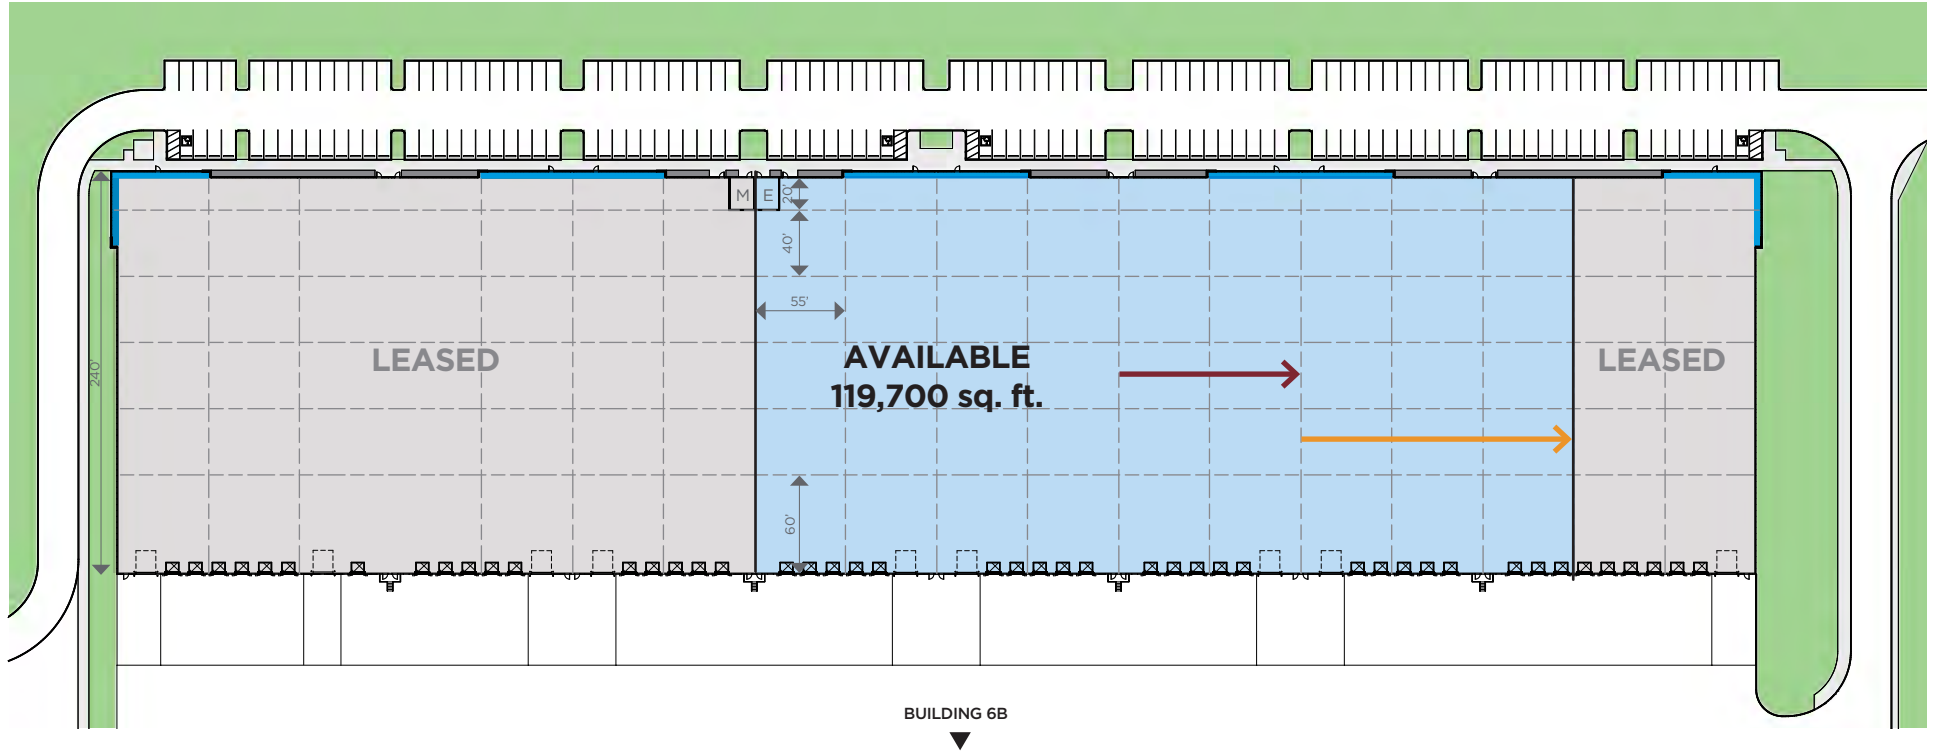 M
E
20'
40'
55'
240'
LEASED
AVAILABLE
119,700 sq. ft.
LEASED
60'
BUILDING 6B